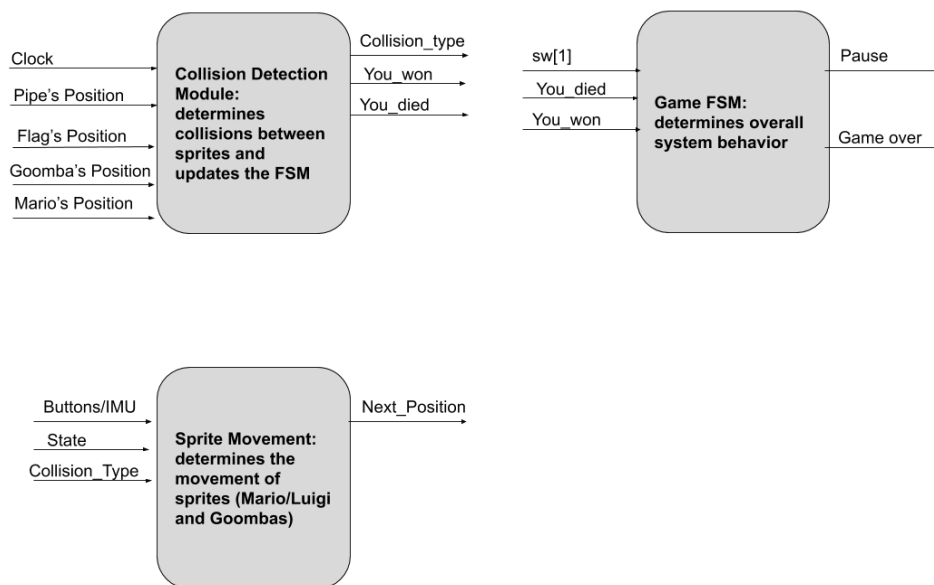 Clock
Pipe's Position
Flag's Position
Goomba's Position
Mario's Position
Collision Detection
Module:
determines
collisions between
sprites and
updates the FSM
Collision_type
You_won
You_died
sw[1]
You_died
You_won
Game FSM:
determines overall
system behavior
Pause
Game over
Buttons/IMU
State
Collision_Type
Sprite Movement:
determines the
movement of
sprites (Mario/Luigi
and Goombas)
Next_Position